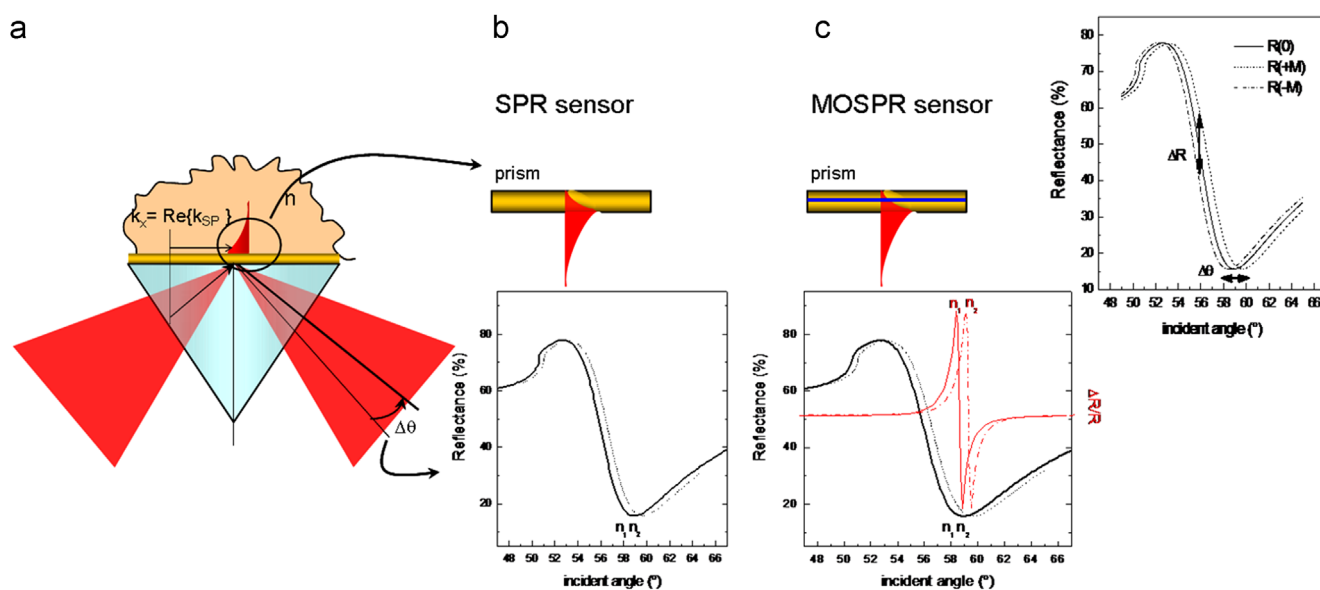 a
k_x= Re{k_SP}
n
Δθ
b
SPR sensor
prism
Reflectance (%)
80
60
40
20
n₁ n₂
48 50 52 54 56 58 60 62 64 66
incident angle (°)
c
MOSPR sensor
prism
Reflectance (%)
80
60
40
20
n₁ n₂
n₁ n₂
ΔR/R
48 50 52 54 56 58 60 62 64 66
incident angle (°)
Reflectance (%)
80
70
60
50
40
30
20
10
R(0)
R(+M)
R(-M)
ΔR
Δθ
48 50 52 54 56 58 60 62 64 66
incident angle (°)